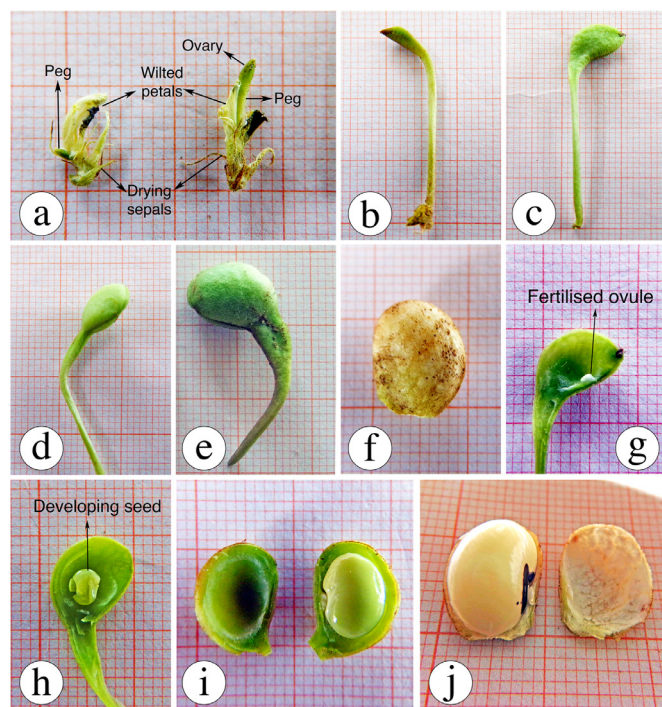 Ovary
Peg
Wilted
petals
Peg
Drying
sepals
a
b
c
Fertilised ovule
d
e
f
g
Developing seed
h
i
j